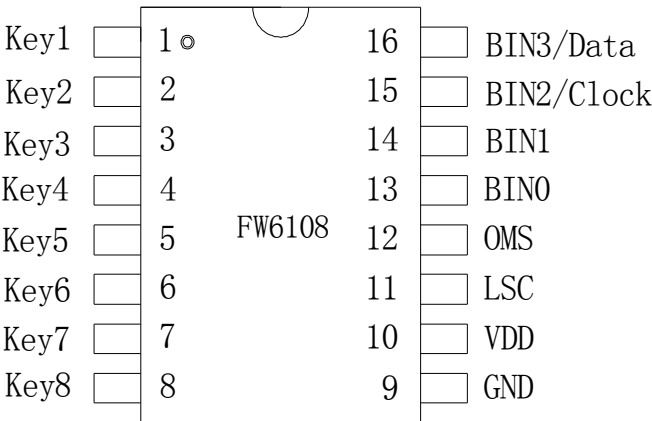 Key1 1 16 BIN3/Data
Key2 2 15 BIN2/Clock
Key3 3 14 BIN1
Key4 4 13 BIN0
FW6108
Key5 5 12 OMS
Key6 6 11 LSC
Key7 7 10 VDD
Key8 8 9 GND